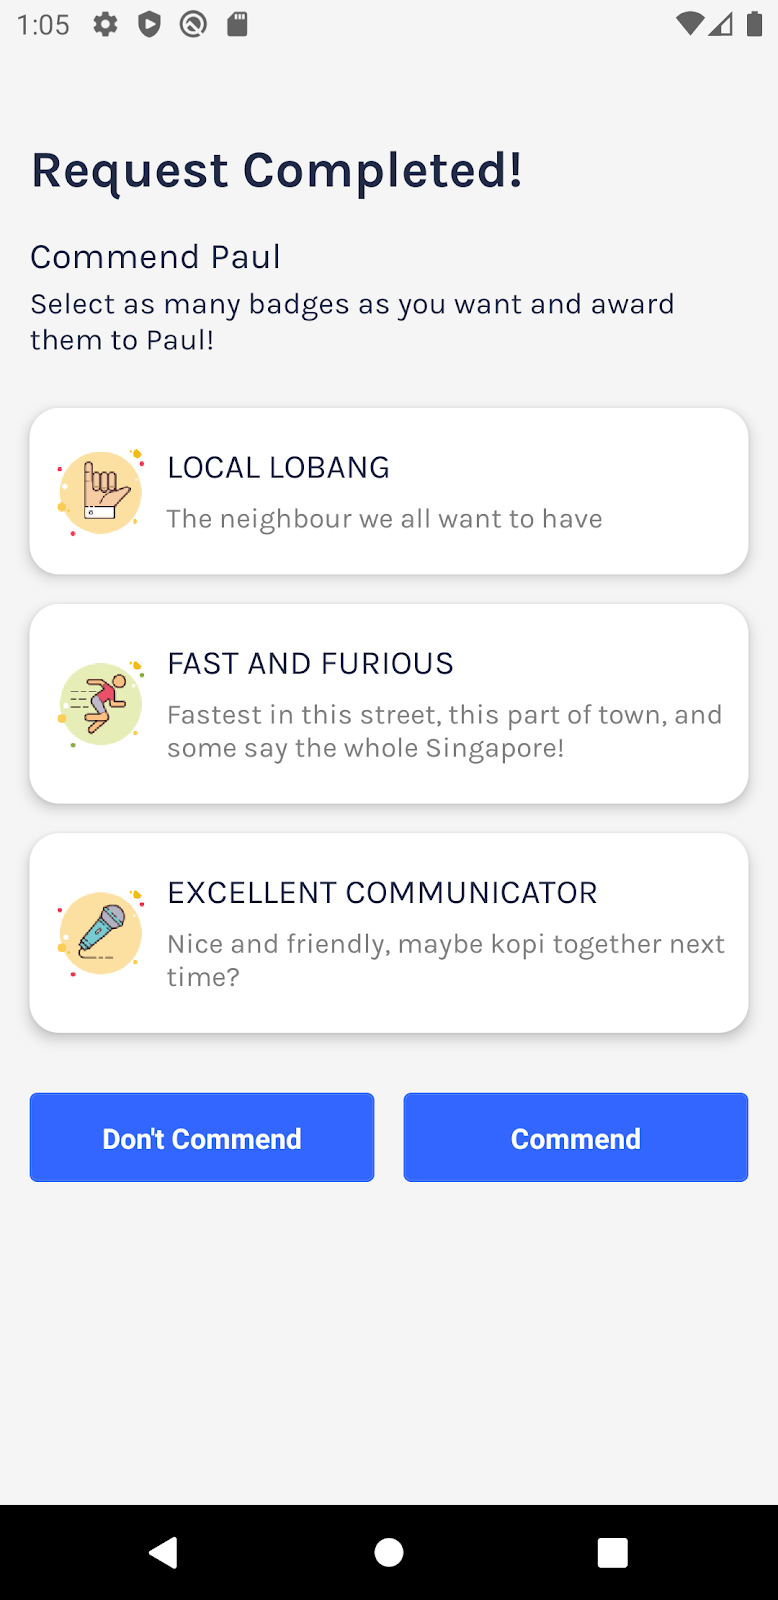 1:05
Request Completed!
Commend Paul
Select as many badges as you want and award
them to Paul!
LOCAL LOBANG
The neighbour we all want to have
FAST AND FURIOUS
Fastest in this street, this part of town, and
some say the whole Singapore!
EXCELLENT COMMUNICATOR
Nice and friendly, maybe kopi together next
time?
Don't Commend
Commend